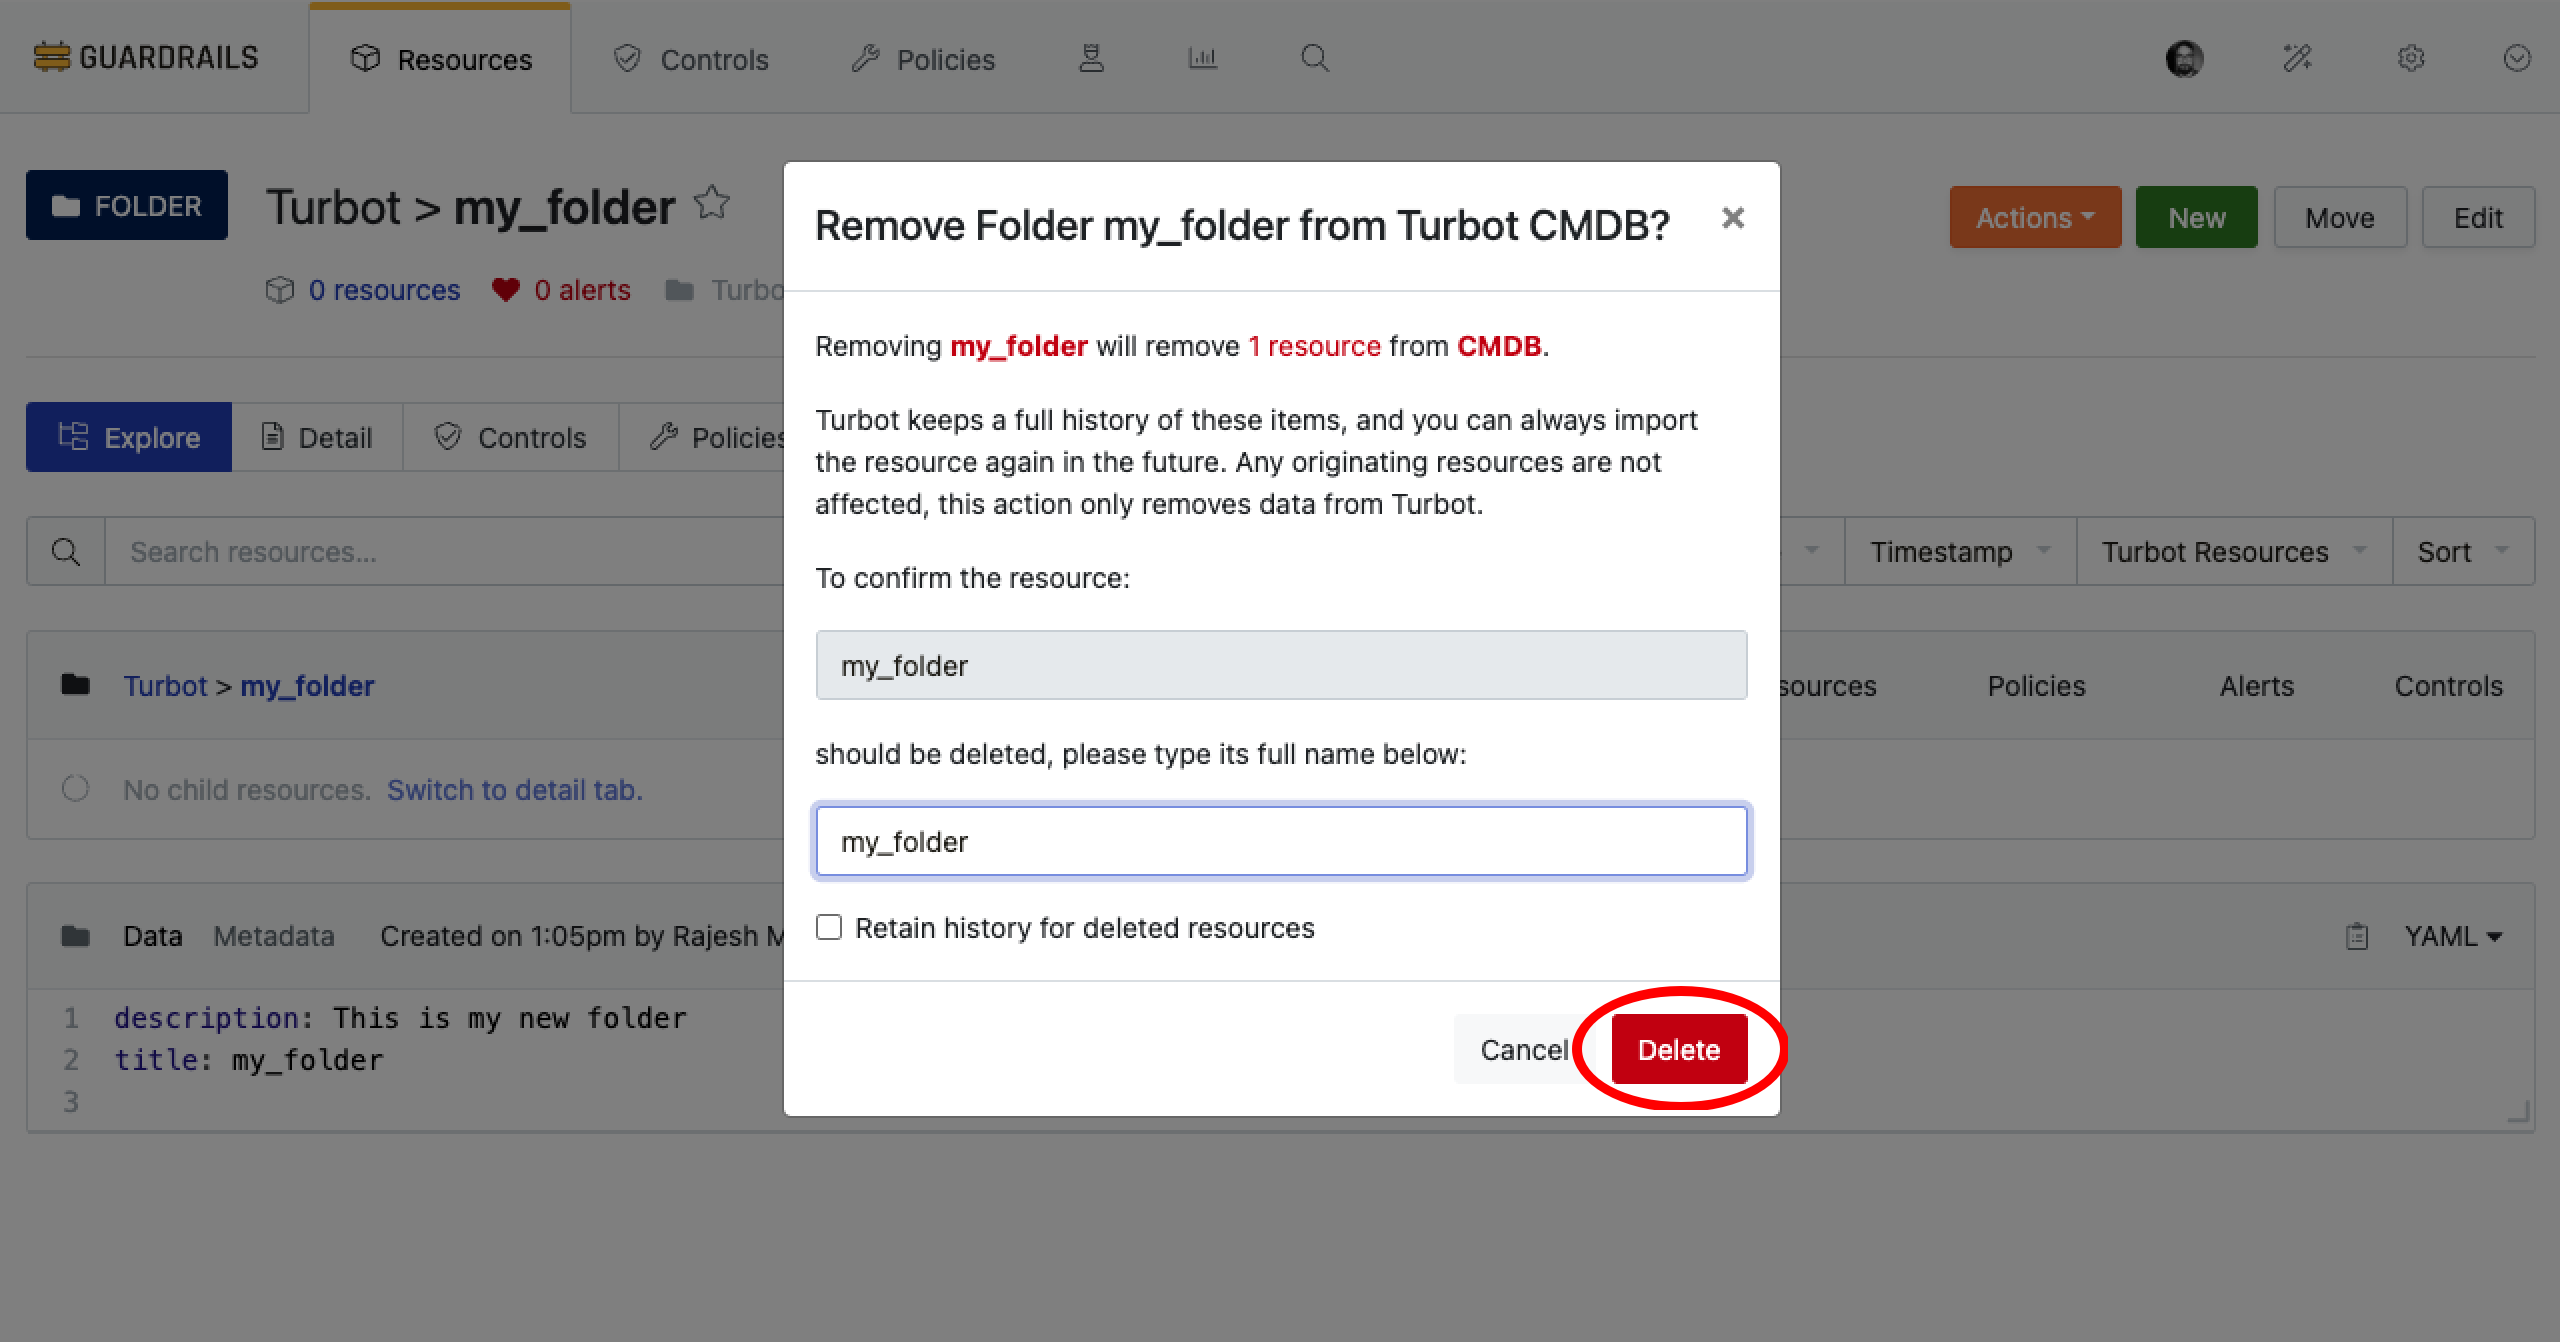 GUARDRAILS
Resources
Controls
Policies
FOLDER
Turbot > my_folder
Actions
New
Move
Edit
0 resources
0 alerts
Explore
Detail
Controls
Search resources...
Timestamp
Turbot Resources
Sort
Turbot > my_folder
Policies
Alerts
Controls
No child resources. Switch to detail tab.
Data
Metadata
Created on 1:05pm by Rajesh
YAML
1 description: This is my new folder
2 title: my_folder
3
Remove Folder my_folder from Turbot CMDB?
×
Removing my_folder will remove 1 resource from CMDB.
Turbot keeps a full history of these items, and you can always import
the resource again in the future. Any originating resources are not
affected, this action only removes data from Turbot.
To confirm the resource:
my_folder
should be deleted, please type its full name below:
my_folder
Retain history for deleted resources
Cancel
Delete